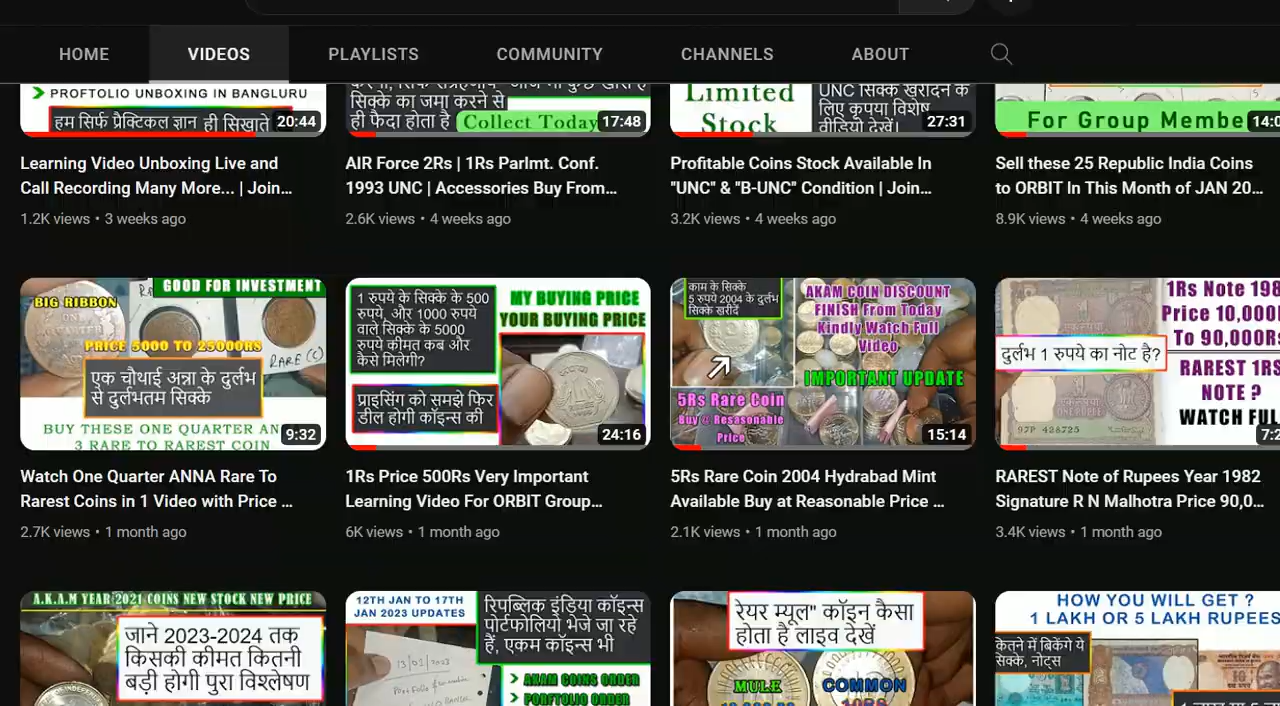 HOME
VIDEOS
PLAYLISTS
COMMUNITY
CHANNELS
ABOUT
PROFTOLIO UNBOXING IN BANGLURU
हम सिर्फ प्रैक्टिकल ज्ञान ही सिखाते
20:44
सिक्के का जमा करने से
ही फैदा होता है
Collect Today
17:48
Limited
Stock
UNC सिक्के खरीदने के
लिए कृपया विशेष
वीडियो देखें।
27:31
For Group Membe
14:0
Learning Video Unboxing Live and
Call Recording Many More... | Join...
1.2K views • 3 weeks ago
AIR Force 2Rs | 1Rs Parlmt. Conf.
1993 UNC | Accessories Buy From...
2.6K views • 4 weeks ago
Profitable Coins Stock Available In
"UNC" & "B-UNC" Condition | Join...
3.2K views • 4 weeks ago
Sell these 25 Republic India Coins
to ORBIT In This Month of JAN 20...
8.9K views • 4 weeks ago
GOOD FOR INVESTMENT
BIG RIBBON
PRICE 5000 TO 25000RS
RARE (C)
एक चौथाई अन्ना के दुर्लभ
से दुर्लभतम सिक्के
BUY THESE ONE QUARTER AN
3 RARE TO RAREST COIN
9:32
1 रुपये के सिक्के के 500
रुपये, और 1000 रुपये
वाले सिक्के के 5000
रुपये कीमत कब और
कैसे मिलेगी?
MY BUYING PRICE
YOUR BUYING PRICE
प्राइसिंग को समझे फिर
डील होगी कॉइन्स की
24:16
काम के सिक्के
5 रुपये 2004 के दुर्लभ
सिक्के खरीदें
AKAM COIN DISCOUNT
FINISH From Today
Kindly Watch Full
Video
IMPORTANT UPDATE
5Rs Rare Coin
Buy @ Resasonable
Price
15:14
1Rs Note 198
Price 10,000
To 90,000R
दुर्लभ 1 रुपये का नोट है?
RAREST 1RS
NOTE ?
WATCH FUL
97P 428725
7:2
Watch One Quarter ANNA Rare To
Rarest Coins in 1 Video with Price ...
2.7K views • 1 month ago
1Rs Price 500Rs Very Important
Learning Video For ORBIT Group...
6K views • 1 month ago
5Rs Rare Coin 2004 Hydrabad Mint
Available Buy at Reasonable Price ...
2.1K views • 1 month ago
RAREST Note of Rupees Year 1982
Signature R N Malhotra Price 90,0...
3.4K views • 1 month ago
A.K.A.M YEAR 2021 COINS NEW STOCK NEW PRICE
जाने 2023-2024 तक
किसकी कीमत कितनी
बड़ी होगी पुरा विश्लेषण
12TH JAN TO 17TH
JAN 2023 UPDATES
रिपब्लिक इंडिया कॉइन्स
पोर्टफोलियो भेजे जा रहे
हैं, एकम कॉइन्स भी
13/01/2023
AKAM COINS ORDER
PORFTOLIO ORDER
रेयर म्यूल" कॉइन कैसा
होता है लाइव देखें
MULE
COMMON
HOW YOU WILL GET ?
1 LAKH OR 5 LAKH RUPEES
कितने में बिकेंगे ये
सिक्के, नोट्स